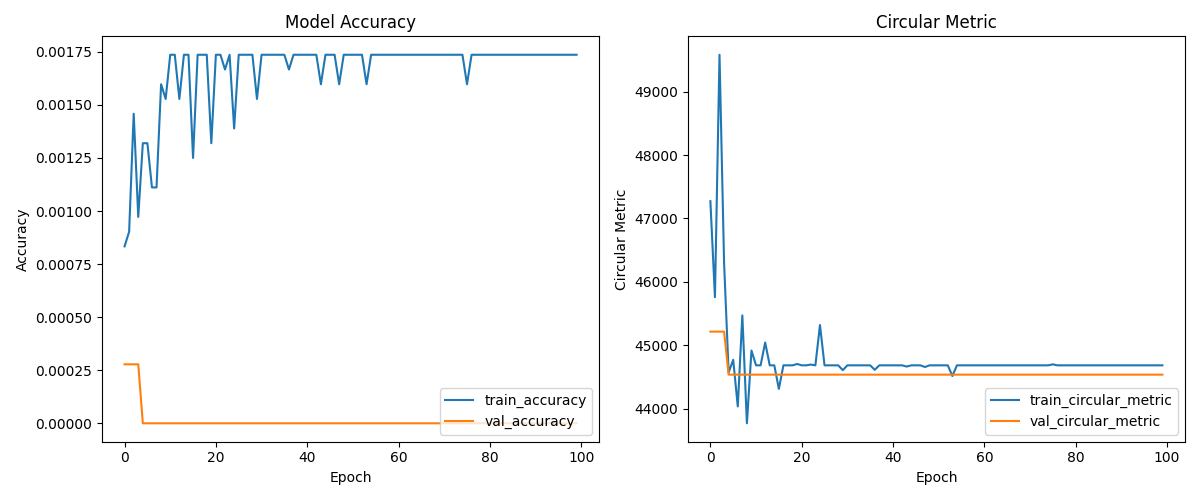 Model Accuracy
Accuracy
0.00175
0.00150
0.00125
0.00100
0.00075
0.00050
0.00025
0.00000
0 20 40 60 80 100
Epoch
train_accuracy
val_accuracy
Circular Metric
Circular Metric
49000
48000
47000
46000
45000
44000
0 20 40 60 80 100
Epoch
train_circular_metric
val_circular_metric